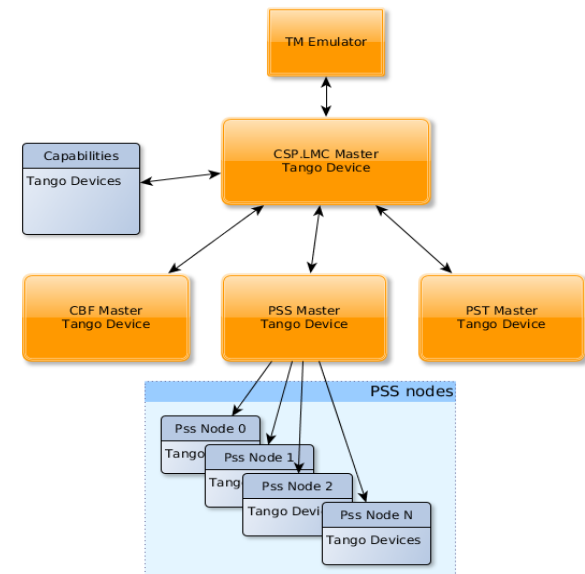 TM Emulator
CSP.LMC Master
Tango Device
Capabilities
Tango Devices
CBF Master
Tango Device
PSS Master
Tango Device
PST Master
Tango Device
PSS nodes
Pss Node 0
Tango
Pss Node 1
Tang
Pss Node 2
Tango Devi
Pss Node N
Tango Devices